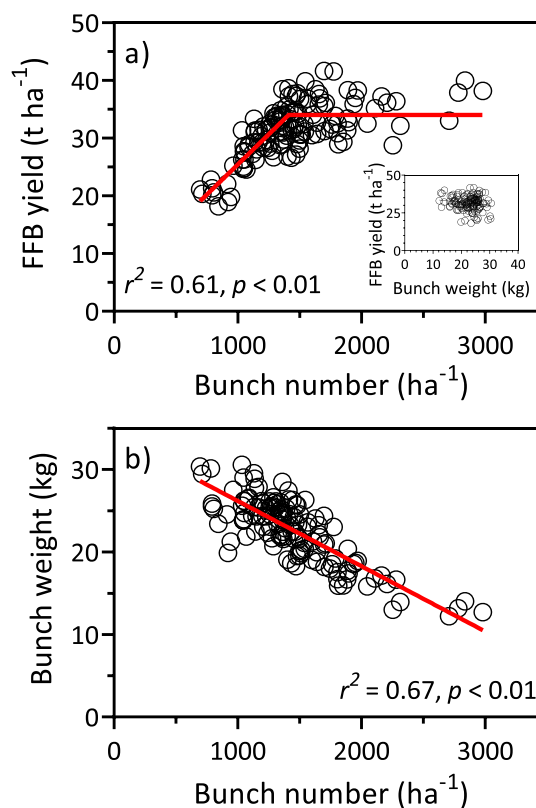 a)
FFB yield (t ha⁻¹)
50
40
30
20
10
0
r² = 0.61, p < 0.01
FFB yield (t ha⁻¹)
50
25
0
0 10 20 30 40
Bunch weight (kg)
0 1000 2000 3000
Bunch number (ha⁻¹)
b)
Bunch weight (kg)
30
20
10
0
r² = 0.67, p < 0.01
0 1000 2000 3000
Bunch number (ha⁻¹)